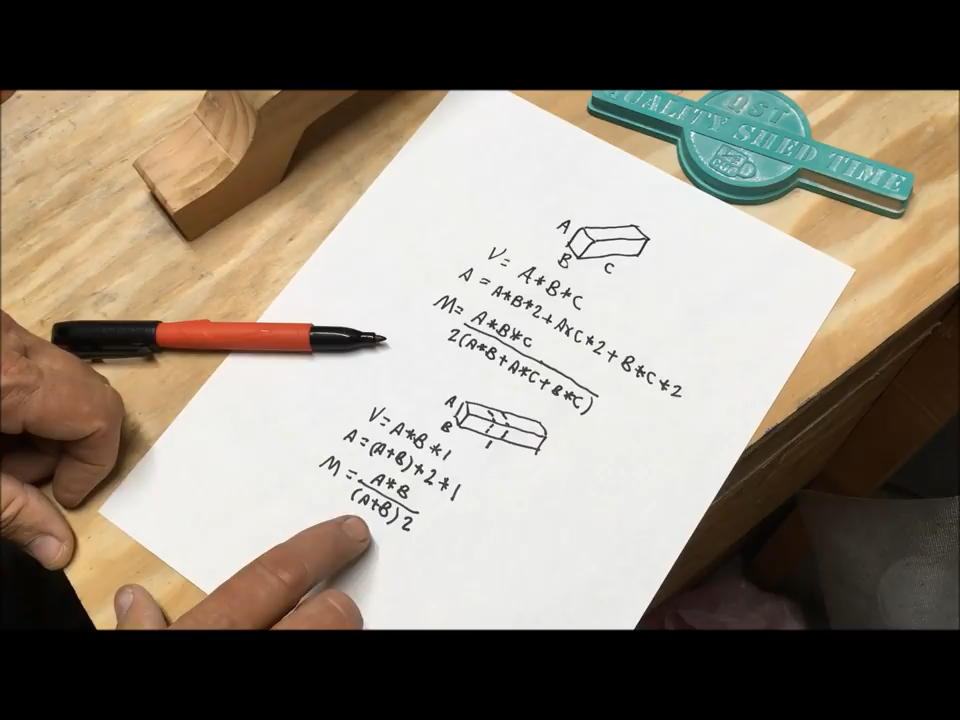 QST
QUALITY SHED TIME
A
B
C
V= A*B*C
A = A*B*2+A*C*2+B*C*2
M= A*B*C
2(A*B+A*C+B*C)
A
B
1
V=A*B*1
A=(A+B)*2*1
M= A*B
(A+B)2